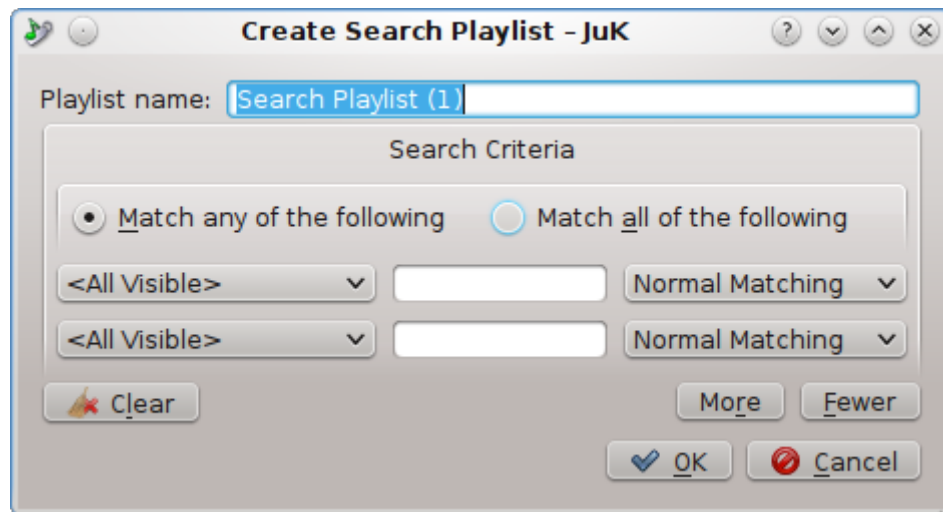 Create Search Playlist – JuK
Playlist name: Search Playlist (1)
Search Criteria
Match any of the following Match all of the following
<All Visible> Normal Matching
<All Visible> Normal Matching
Clear More Fewer
OK Cancel